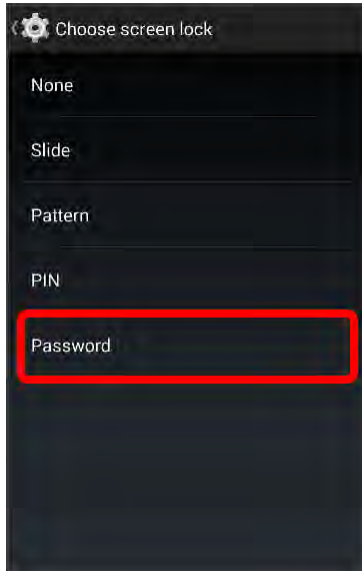 Choose screen lock
None
Slide
Pattern
PIN
Password